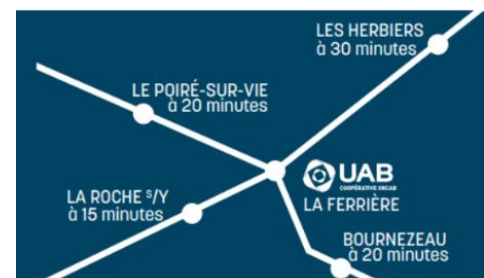 LES HERBIERS
à 30 minutes
LE POIRÉ-SUR-VIE
à 20 minutes
UAB
COOPÉRATIVE ORCAB
LA FERRIÈRE
LA ROCHE S/Y
à 15 minutes
BOURNEZEAU
à 20 minutes